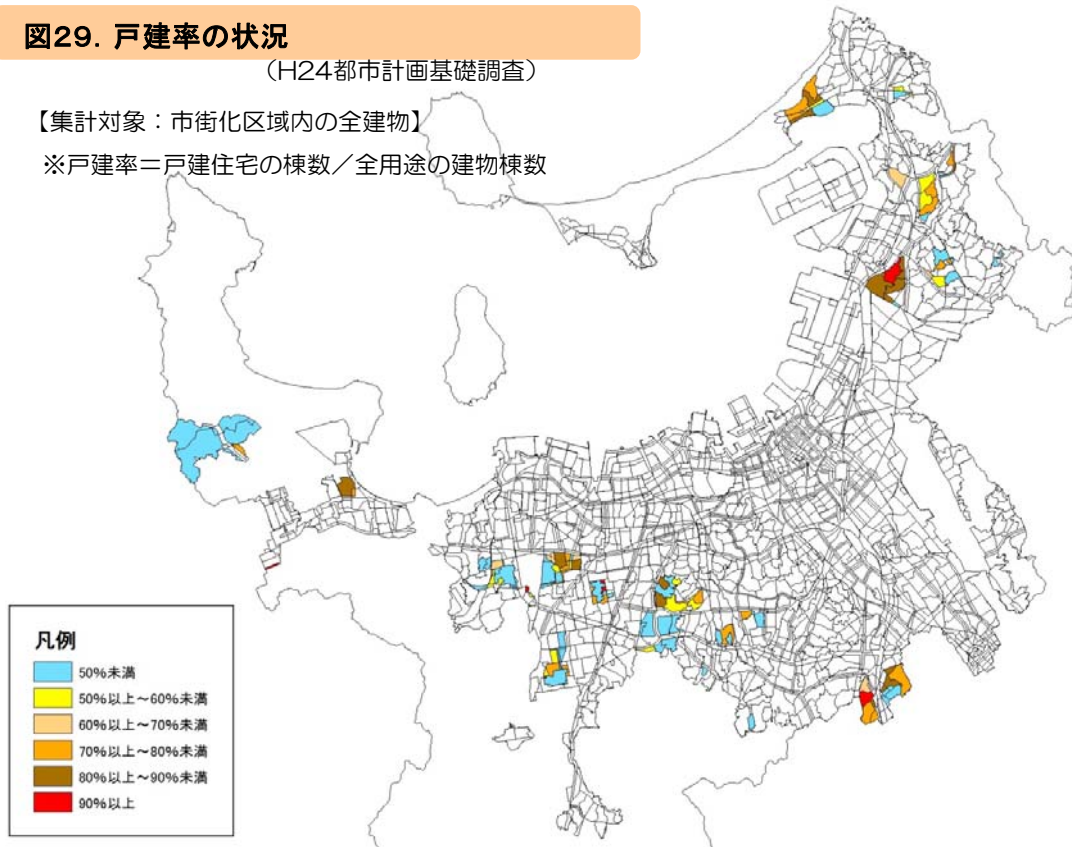 図29. 戸建率の状況
（H24都市計画基礎調査）
【集計対象：市街化区域内の全建物】
※戸建率＝戸建住宅の棟数／全用途の建物棟数
凡例
50%未満
50%以上～60%未満
60%以上～70%未満
70%以上～80%未満
80%以上～90%未満
90%以上